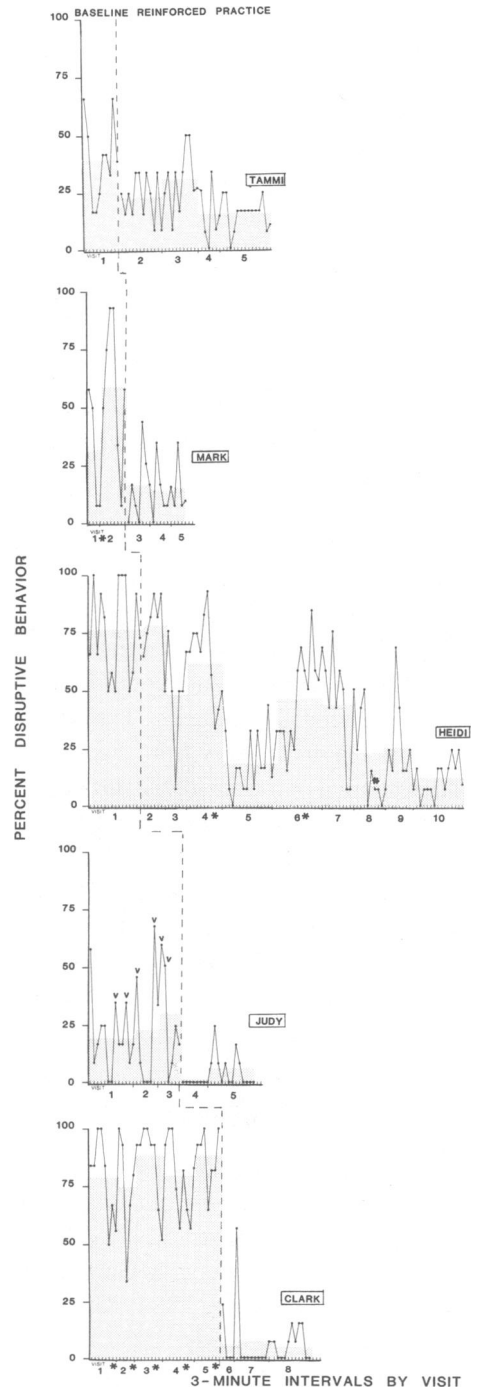 BASELINE REINFORCED PRACTICE
100
75
50
25
0
TAMMI
VISIT
1 2 3 4 5
100
75
50
25
0
MARK
VISIT
1*2 3 4 5
PERCENT DISRUPTIVE BEHAVIOR
100
75
50
25
0
*
HEIDI
1 2 3 4* 5 6* 7 8 9 10
100
75
50
25
0
v v v v v v
JUDY
VISIT
1 2 3 4 5
100
75
50
25
0
CLARK
VISIT
1 * 2 * 3 * 4 * 5 * 6 7 8
3-MINUTE INTERVALS BY VISIT